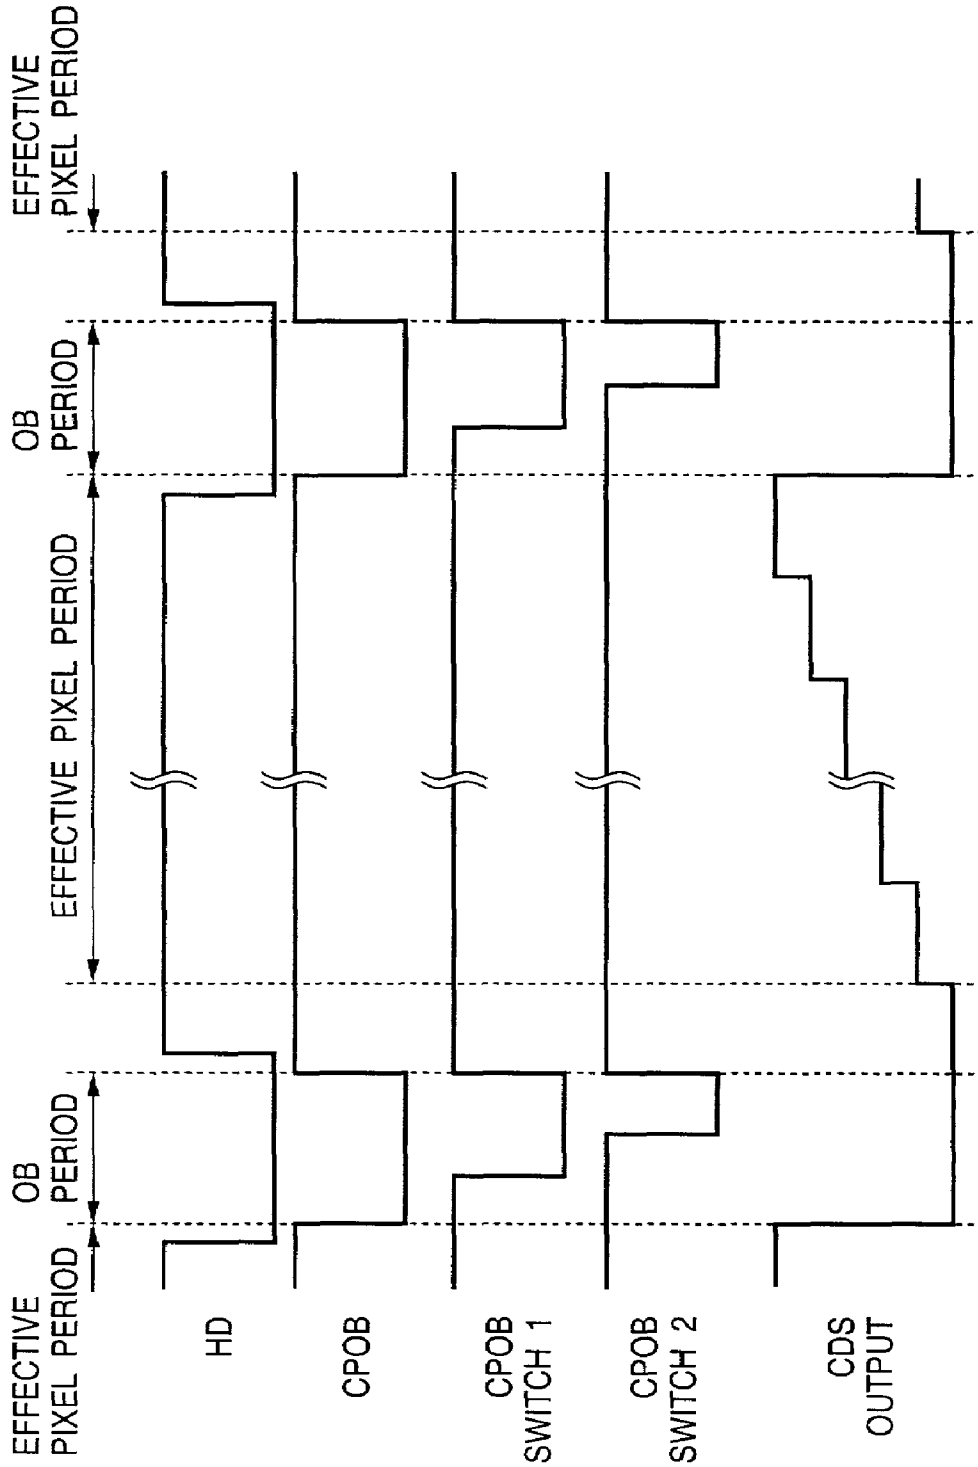 EFFECTIVE
PIXEL PERIOD
OB
PERIOD
EFFECTIVE PIXEL PERIOD
OB
PERIOD
EFFECTIVE
PIXEL PERIOD
HD
CPOB
CPOB
SWITCH 1
CPOB
SWITCH 2
CDS
OUTPUT